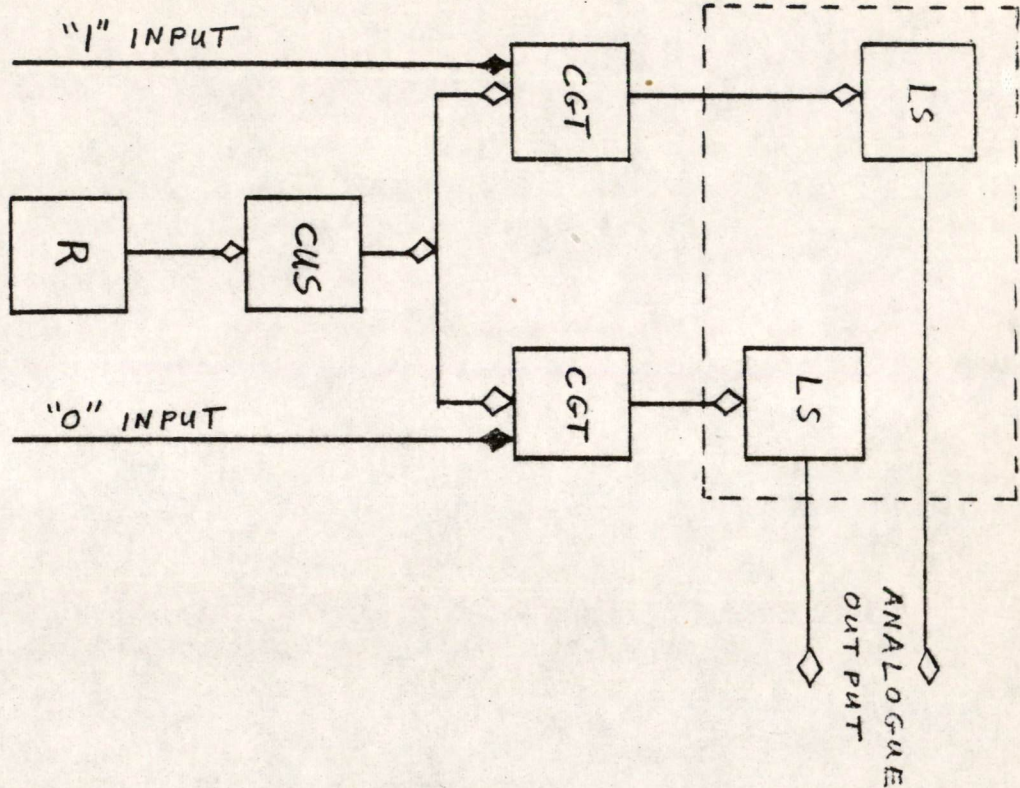 "1" INPUT
CGT
LS
R
CUS
CGT
LS
"0" INPUT
ANALOGUE
OUTPUT